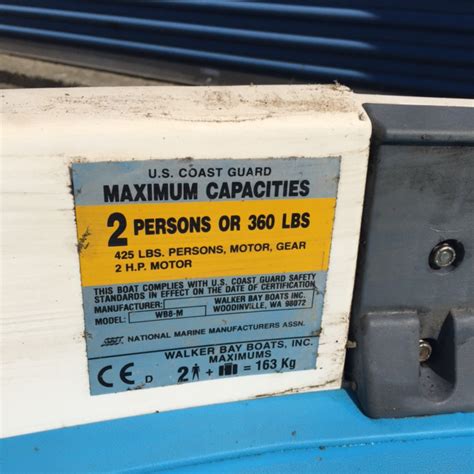 U.S. COAST GUARD
MAXIMUM CAPACITIES
2 PERSONS OR 360 LBS
425 LBS. PERSONS, MOTOR, GEAR
2 H.P. MOTOR
THIS BOAT COMPLIES WITH U.S. COAST GUARD SAFETY
STANDARDS IN EFFECT ON THE DATE OF CERTIFICATION
MANUFACTURER: WALKER BAY BOATS INC.
WOODINVILLE, WA 98072
MODEL: WB8-M
NATIONAL MARINE MANUFACTURERS ASSN.
WALKER BAY BOATS, INC.
MAXIMUMS
CE D 2 + = 163 Kg